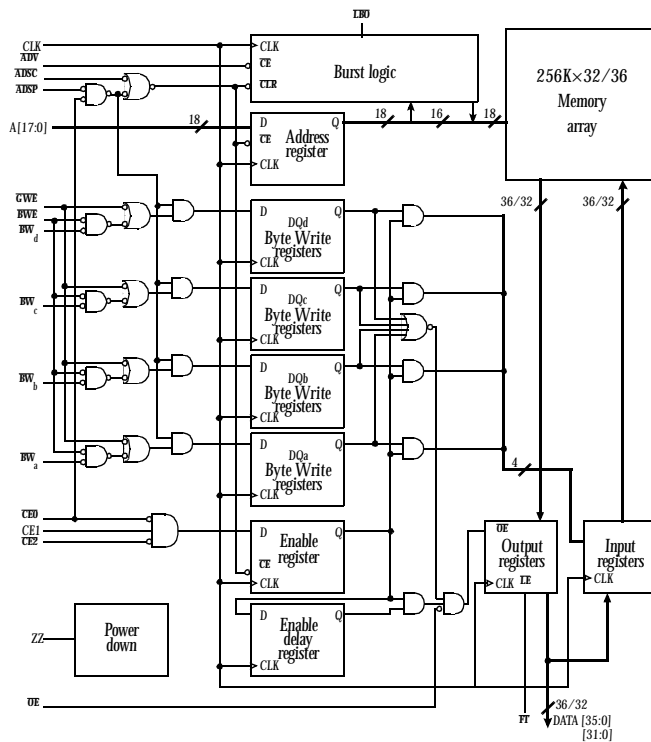 LBO
CLK
ADV
ADSC
ADSP
CLK
CE
CLR
Burst logic
256K×32/36
Memory
array
A[17:0]
18
D
CE
CLK
Address
register
Q
18
16
18
GWE
BWE
BW d
D
CLK
DQd
Byte Write
registers
Q
36/32
36/32
BW c
D
CLK
DQc
Byte Write
registers
Q
BW b
D
CLK
DQb
Byte Write
registers
Q
BW a
D
CLK
DQa
Byte Write
registers
Q
4
CE0
CE1
CE2
D
CE
CLK
Enable
register
Q
OE
Output
registers
CLK
LE
Input
registers
CLK
ZZ
Power
down
D
CLK
Enable
delay
register
Q
OE
FT
36/32
DATA [35:0]
[31:0]